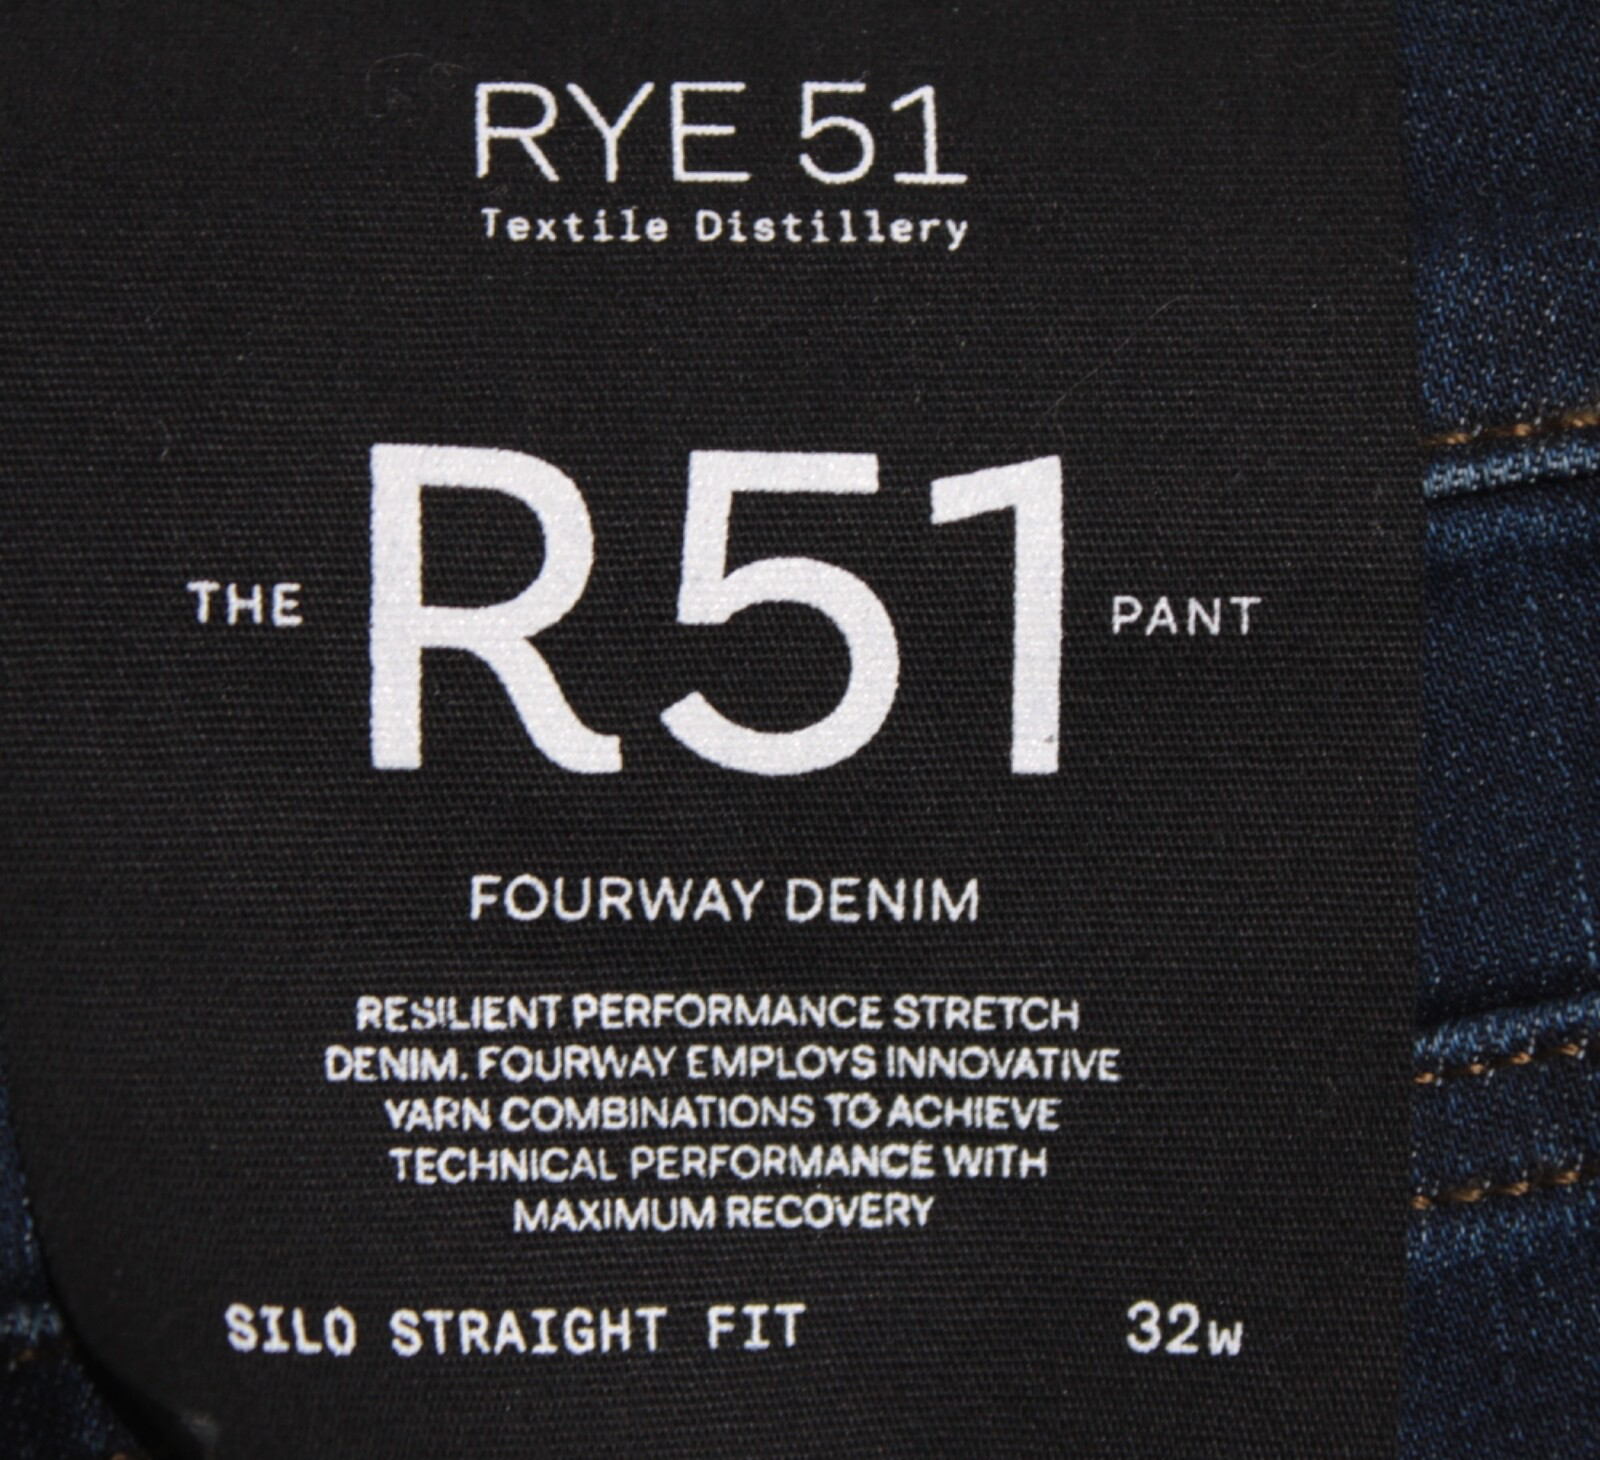 RYE 51
Textile Distillery
THE R51 PANT
FOURWAY DENIM
RESILIENT PERFORMANCE STRETCH
DENIM. FOURWAY EMPLOYS INNOVATIVE
YARN COMBINATIONS TO ACHIEVE
TECHNICAL PERFORMANCE WITH
MAXIMUM RECOVERY
SILO STRAIGHT FIT 32W